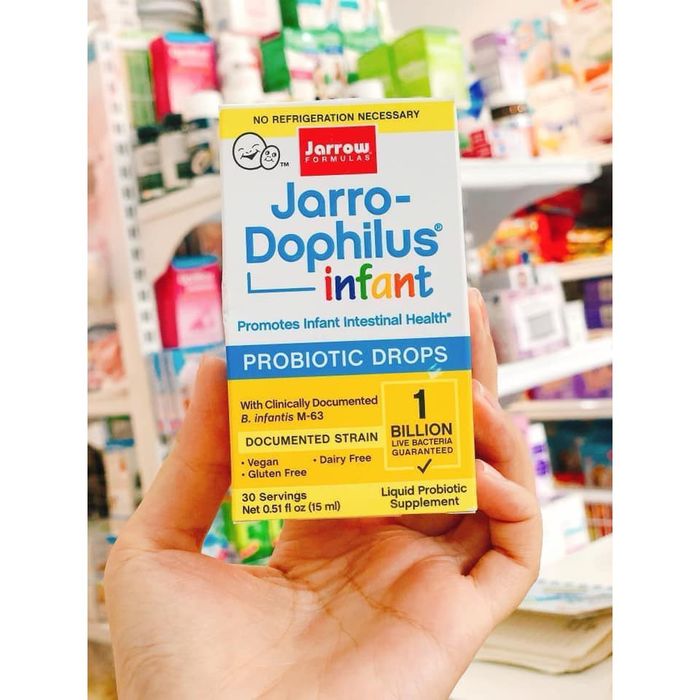 NO REFRIGERATION NECESSARY
TM
Jarrow
FORMULAS
Jarro-
Dophilus®
infant
Promotes Infant Intestinal Health*
PROBIOTIC DROPS
With Clinically Documented
B. infantis M-63
DOCUMENTED STRAIN
• Vegan • Dairy Free
• Gluten Free
30 Servings
Net 0.51 fl oz (15 ml)
1
BILLION
LIVE BACTERIA
GUARANTEED
Liquid Probiotic
Supplement